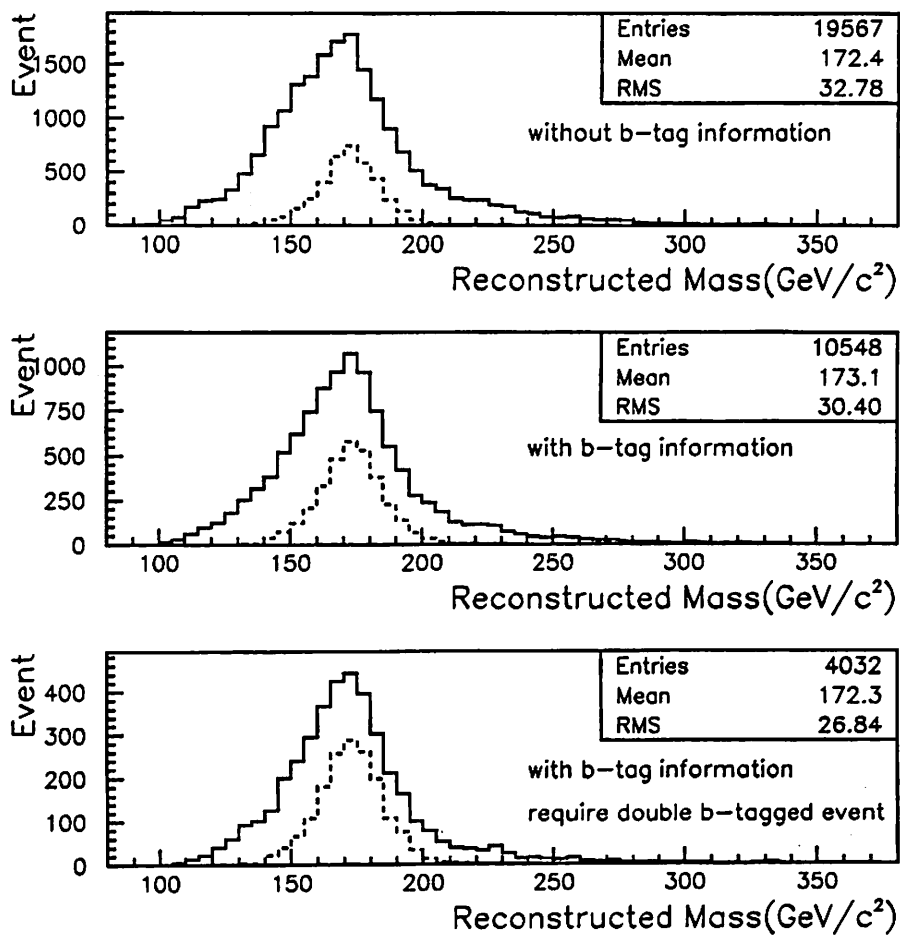 Event
1500
1000
500
0
Entries 19567
Mean 172.4
RMS 32.78
without b-tag information
100 150 200 250 300 350
Reconstructed Mass(GeV/c²)
Event
1000
750
500
250
0
Entries 10548
Mean 173.1
RMS 30.40
with b-tag information
100 150 200 250 300 350
Reconstructed Mass(GeV/c²)
Event
400
300
200
100
0
Entries 4032
Mean 172.3
RMS 26.84
with b-tag information
require double b-tagged event
100 150 200 250 300 350
Reconstructed Mass(GeV/c²)